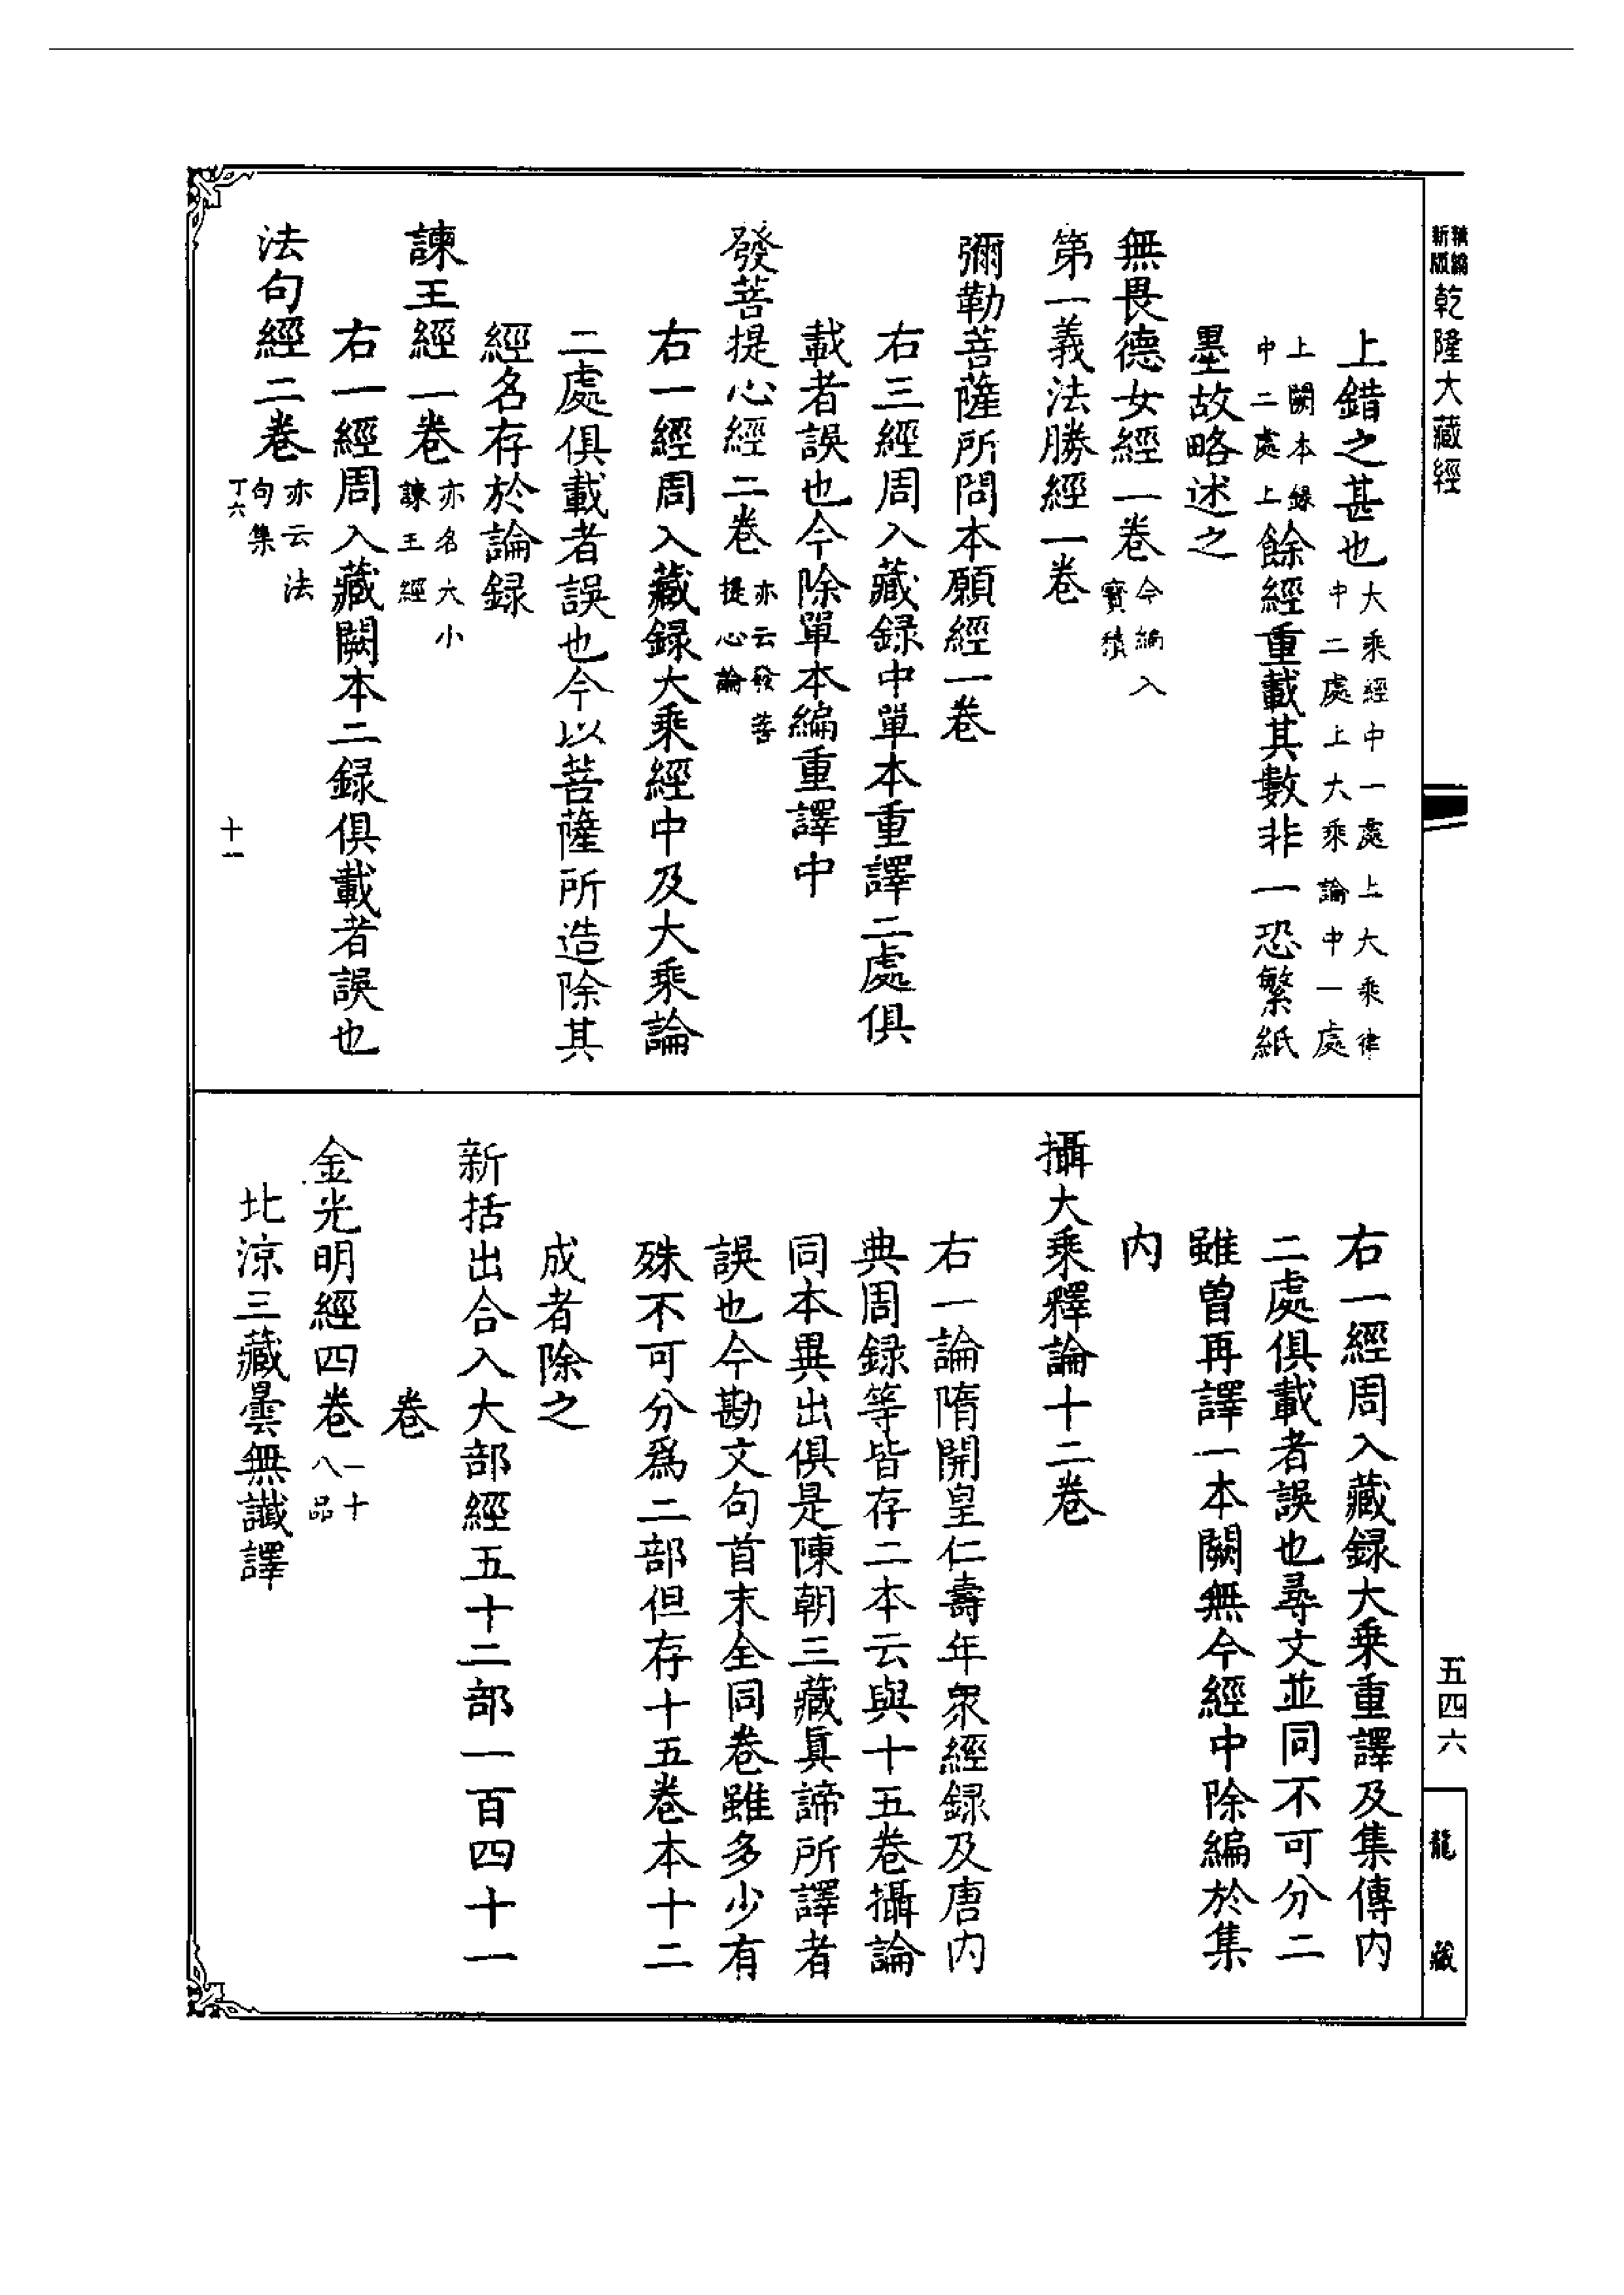 新版精編乾隆大藏經
上錯之甚也大乘經中一處上大乘律中二處上大乘論中一處
上闕本錄中二處上餘經重載其數非一恐繁紙
墨故略述之
無畏德女經一卷今編入寶積
第一義法勝經一卷
彌勒菩薩所問本願經一卷
右三經周入藏録中單本重譯二處俱
載者誤也今除單本編重譯中
發菩提心經二卷亦云發菩提心論
右一經周入藏録大乘經中及大乘論
二處俱載者誤也今以菩薩所造除其
經名存於論録
諫王經一卷亦名大小諫王經
右一經周入藏闕本二録俱載者誤也
法句經二卷亦云法句集
丁六
十一
右一經周入藏録大乘重譯及集傳內
二處俱載者誤也尋文並同不可分二
雖曾再譯一本闕無今經中除編於集
内
攝大乘釋論十二卷
右一論隋開皇仁壽年衆經録及唐内
典周録等皆存二本云與十五卷攝論
同本異出俱是陳朝三藏真諦所譯者
誤也今勘文句首末全同卷雖多少有
殊不可分爲二部但存十五卷本十二
成者除之
新括出合入大部經五十二部一百四十一
卷
金光明經四卷一十八品
北涼三藏曇無讖譯
五四六
龍藏